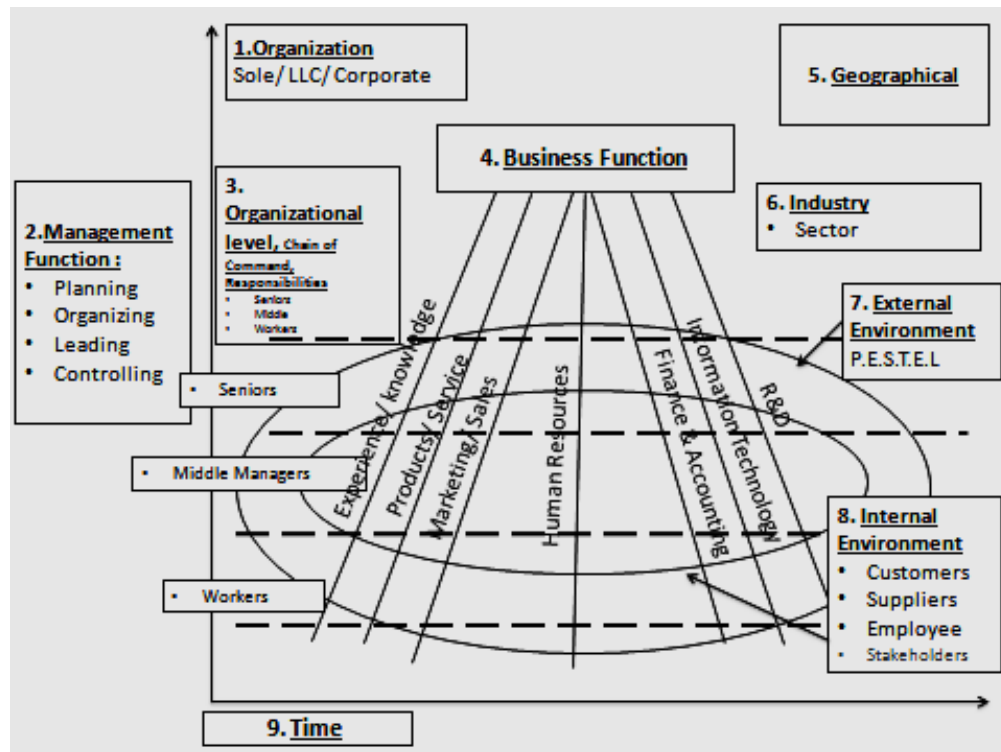 1.Organization
Sole/ LLC/ Corporate
5. Geographical
4. Business Function
3.
Organizational
level, Chain of
Command,
Responsibilities
• Seniors
• Middle
• Workers
2.Management
Function :
• Planning
• Organizing
• Leading
• Controlling
6. Industry
• Sector
7. External
Environment
P.E.S.T.E.L
• Seniors
• Middle Managers
• Workers
Experience/ knowledge
Products/ Service
Marketing/ Sales
Human Resources
Finance & Accounting
Information Technology
R&D
8. Internal
Environment
• Customers
• Suppliers
• Employee
• Stakeholders
9. Time